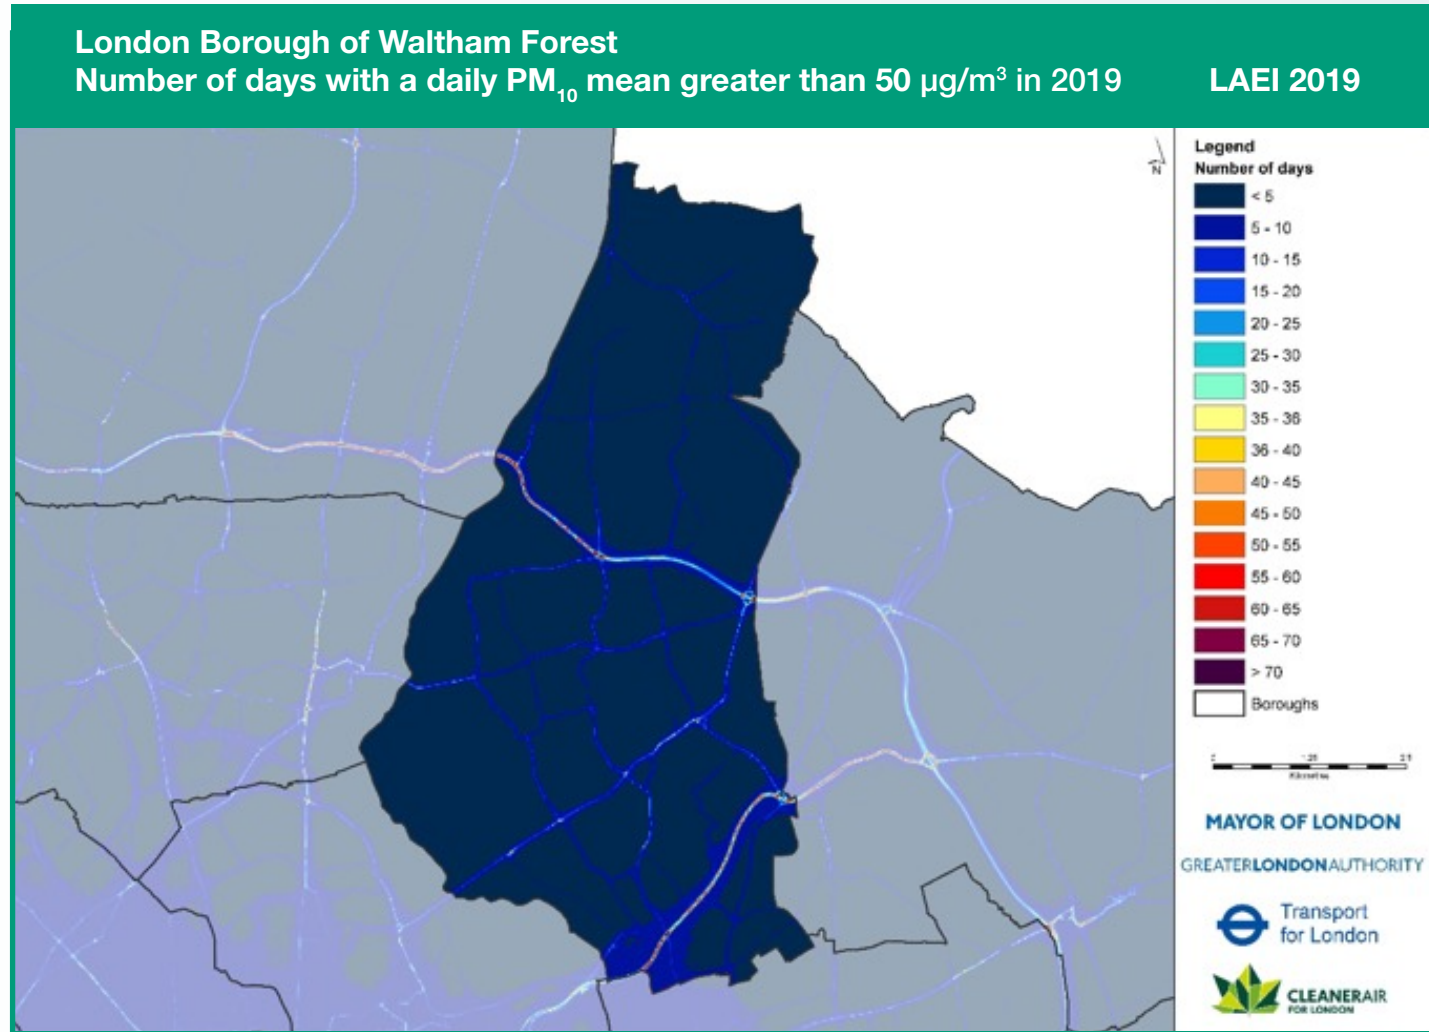 London Borough of Waltham Forest
Number of days with a daily PM₁₀ mean greater than 50 µg/m³ in 2019
LAEI 2019
N
Legend
Number of days
< 5
5 - 10
10 - 15
15 - 20
20 - 25
25 - 30
30 - 35
35 - 36
36 - 40
40 - 45
45 - 50
50 - 55
55 - 60
60 - 65
65 - 70
> 70
Boroughs
Kilometres
MAYOR OF LONDON
GREATERLONDONAUTHORITY
Transport
for London
CLEANERAIR
FOR LONDON